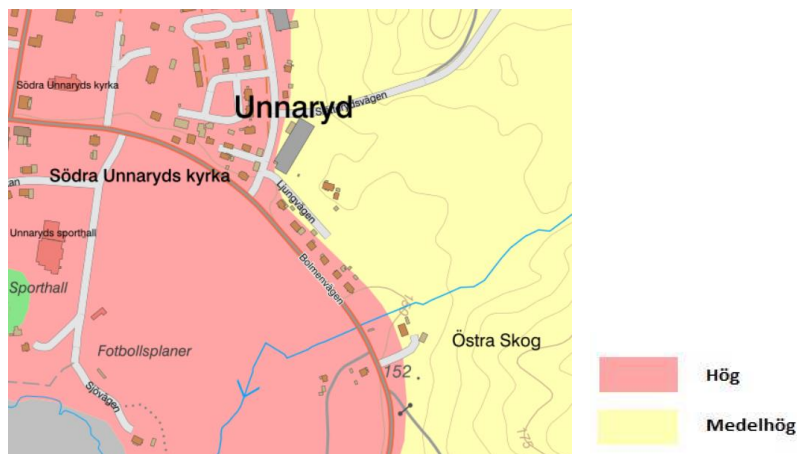 Södra Unnaryds kyrka
Unnaryd
Södra Unnaryds kyrka
Ljungvägen
Unnaryds sporthall
Bolmenvägen
Sporthall
Fotbollsplaner
Östra Skog
152
Sjövägen
175
Hög
Medelhög